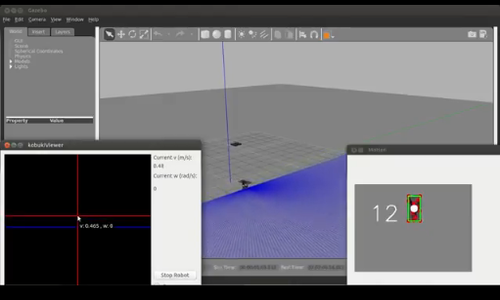 Gazebo
File Edit Camera View Window Help
World Insert Layers
GUI
Scene
Spherical Coordinates
Physics
Models
Lights
Property Value
kobukiViewer
Current v (m/s):
0.46
Current w (rad/s):
0
v: 0.465 , w: 0
Stop Robot
12
Sim Time:
Real Time: